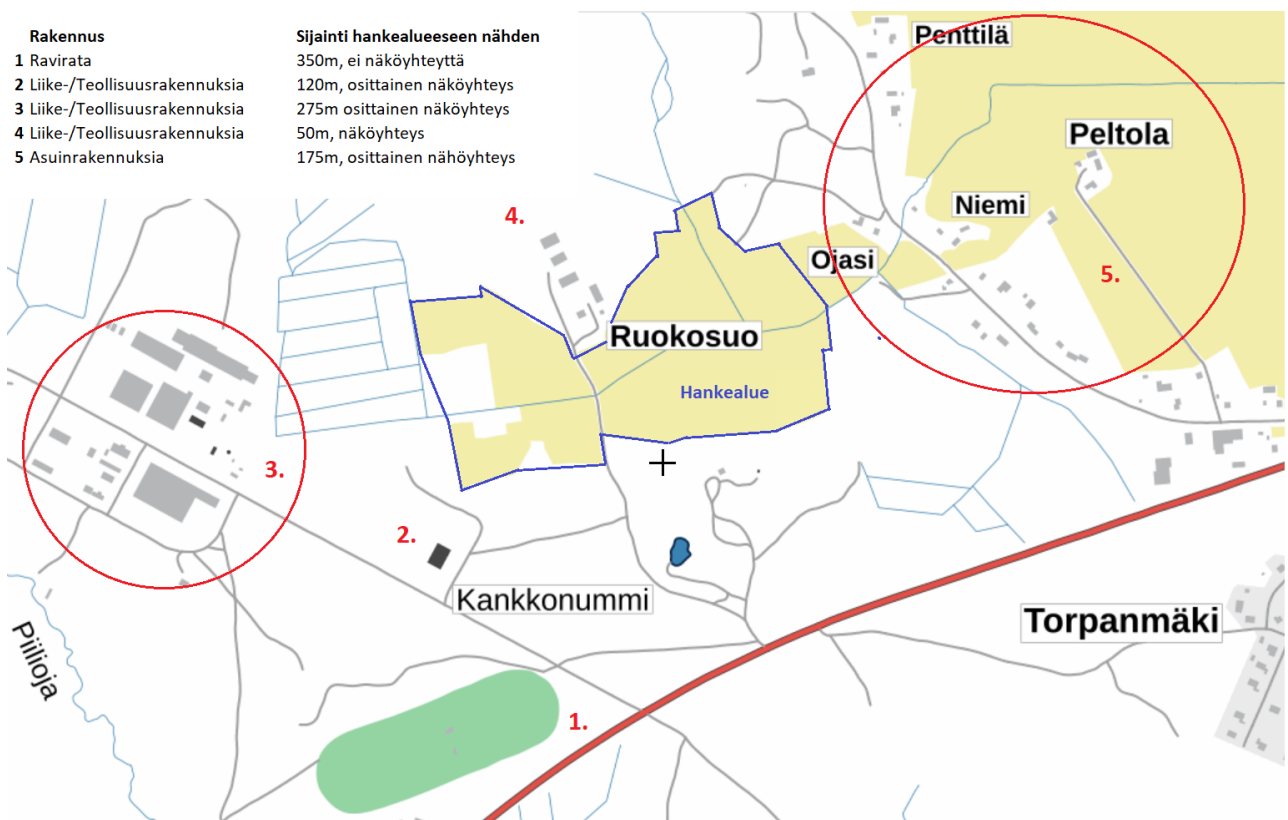 Rakennus Sijainti hankealueeseen nähden
1 Ravirata 350m, ei näköyhteyttä
2 Liike-/Teollisuusrakennuksia 120m, osittainen näköyhteys
3 Liike-/Teollisuusrakennuksia 275m osittainen näköyhteys
4 Liike-/Teollisuusrakennuksia 50m, näköyhteys
5 Asuinrakennuksia 175m, osittainen nähöyhteys
Penttilä
Peltola
Niemi
4.
Ojasi
5.
Ruokosuo
Hankealue
3.
2.
Kankkonummi
Torpanmäki
Piilioja
1.